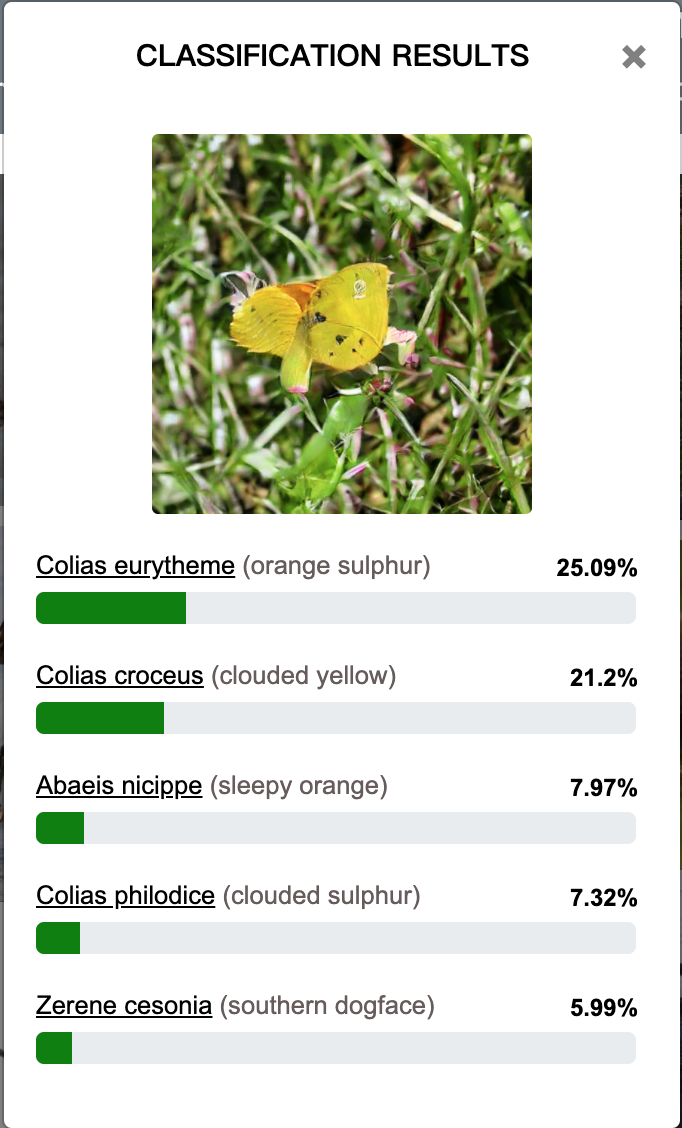 CLASSIFICATION RESULTS
Colias eurytheme (orange sulphur) 25.09%
Colias croceus (clouded yellow) 21.2%
Abaeis nicippe (sleepy orange) 7.97%
Colias philodice (clouded sulphur) 7.32%
Zerene cesonia (southern dogface) 5.99%